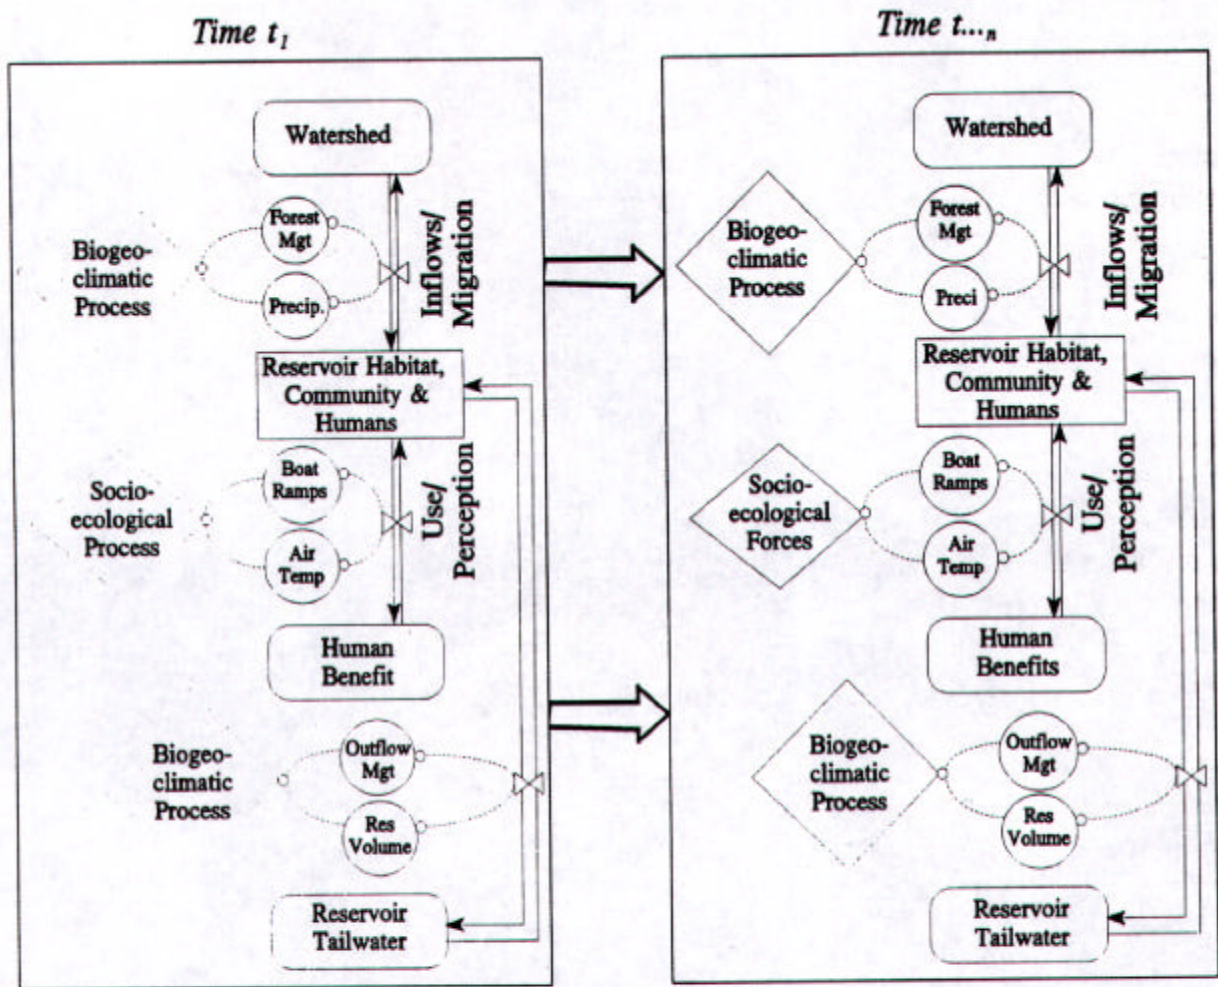 Time t1
Watershed
Forest
Mgt
Biogeo-
climatic
Process
Precip.
Inflows/
Migration
Reservoir Habitat,
Community &
Humans
Boat
Ramps
Socio-
ecological
Process
Air
Temp
Use/
Perception
Human
Benefit
Outflow
Mgt
Biogeo-
climatic
Process
Res
Volume
Reservoir
Tailwater
Time t...n
Watershed
Forest
Mgt
Biogeo-
climatic
Process
Preci
Inflows/
Migration
Reservoir Habitat,
Community &
Humans
Boat
Ramps
Socio-
ecological
Forces
Air
Temp
Use/
Perception
Human
Benefits
Outflow
Mgt
Biogeo-
climatic
Process
Res
Volume
Reservoir
Tailwater